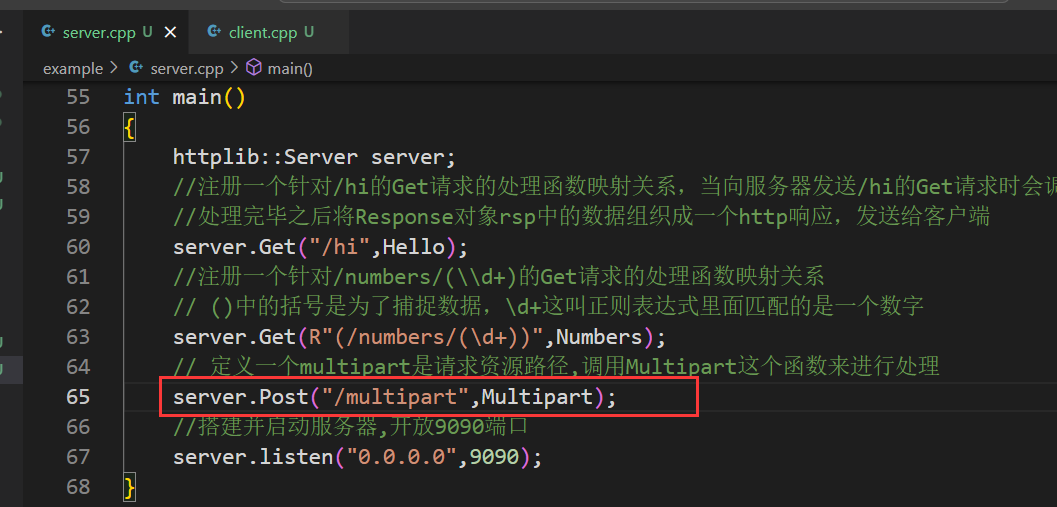 server.cpp U × client.cpp U
example > server.cpp > main()
55 int main()
56 {
57 httplib::Server server;
58 //注册一个针对/hi的Get请求的处理函数映射关系，当向服务器发送/hi的Get请求时会
59 //处理完毕之后将Response对象rsp中的数据组织成一个http响应，发送给客户端
60 server.Get("/hi",Hello);
61 //注册一个针对/numbers/(\\d+)的Get请求的处理函数映射关系
62 // ()中的括号是为了捕捉数据，\d+这叫正则表达式里面匹配的是一个数字
63 server.Get(R"(/numbers/(\d+))",Numbers);
64 // 定义一个multipart是请求资源路径,调用Multipart这个函数来进行处理
65 server.Post("/multipart",Multipart);
66 //搭建并启动服务器,开放9090端口
67 server.listen("0.0.0.0",9090);
68 }